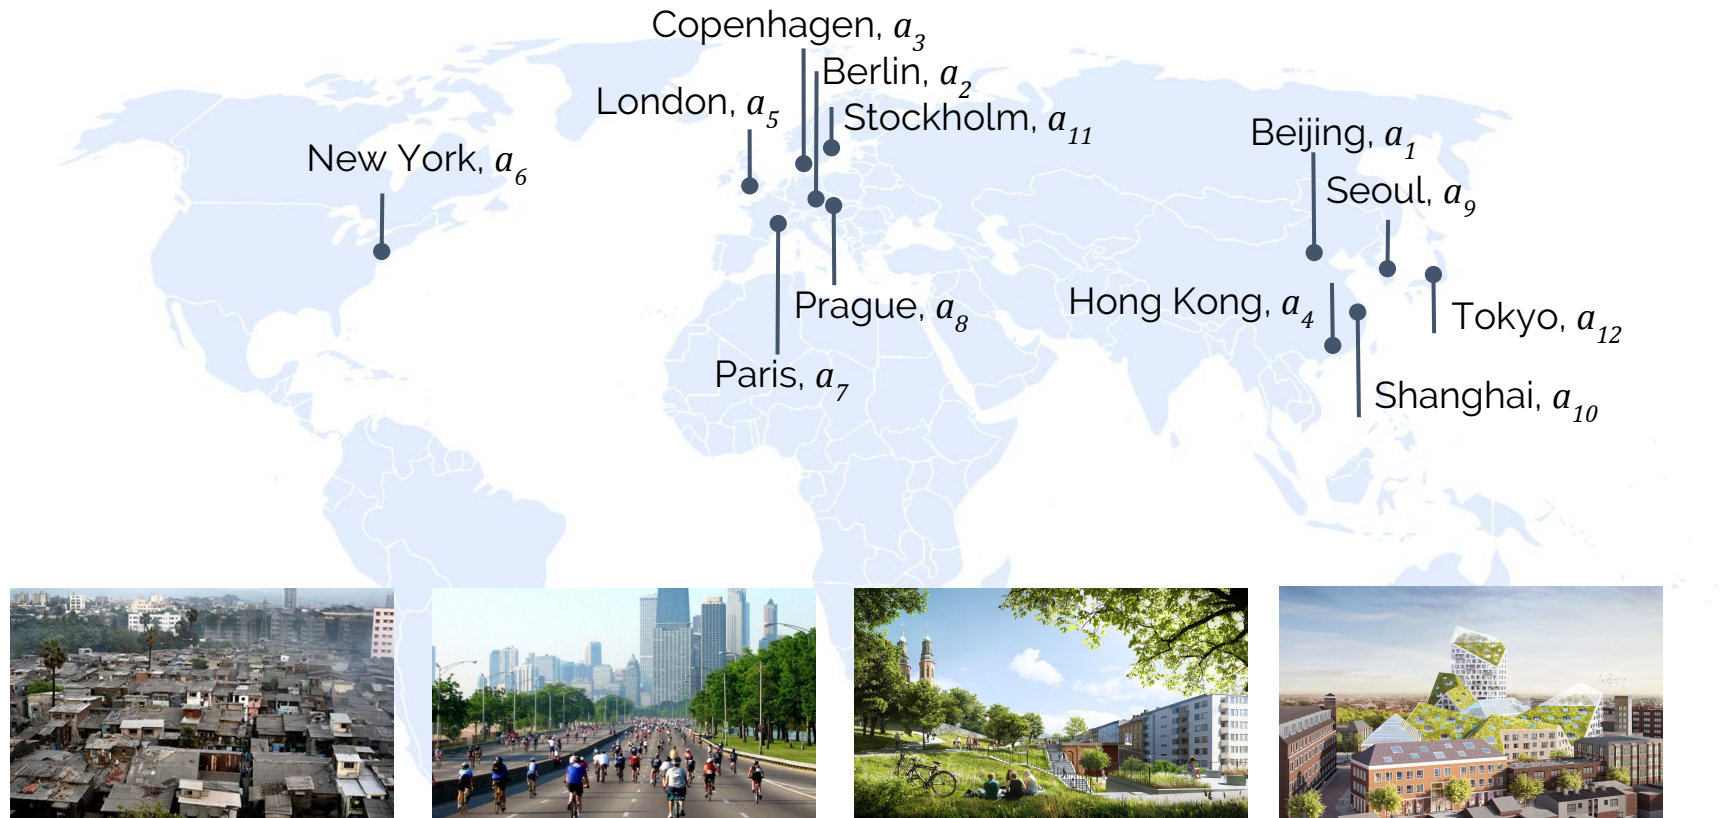 Copenhagen, a3
Berlin, a2
London, a5
Stockholm, a11
New York, a6
Beijing, a1
Seoul, a9
Hong Kong, a4
Prague, a8
Tokyo, a12
Paris, a7
Shanghai, a10